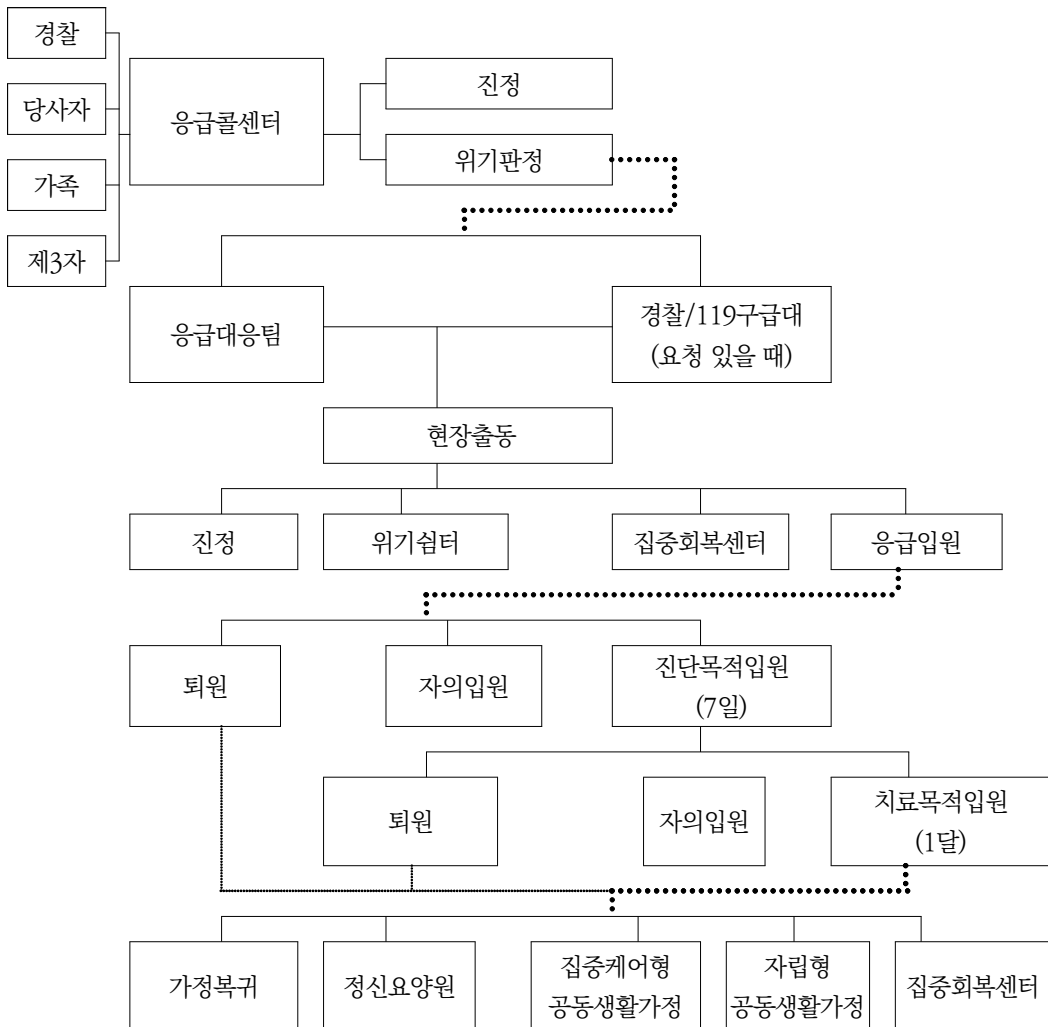 경찰
당사자
가족
제3자
응급콜센터
진정
위기판정
응급대응팀
경찰/119구급대
(요청 있을 때)
현장출동
진정
위기쉼터
집중회복센터
응급입원
퇴원
자의입원
진단목적입원
(7일)
퇴원
자의입원
치료목적입원
(1달)
가정복귀
정신요양원
집중케어형
공동생활가정
자립형
공동생활가정
집중회복센터